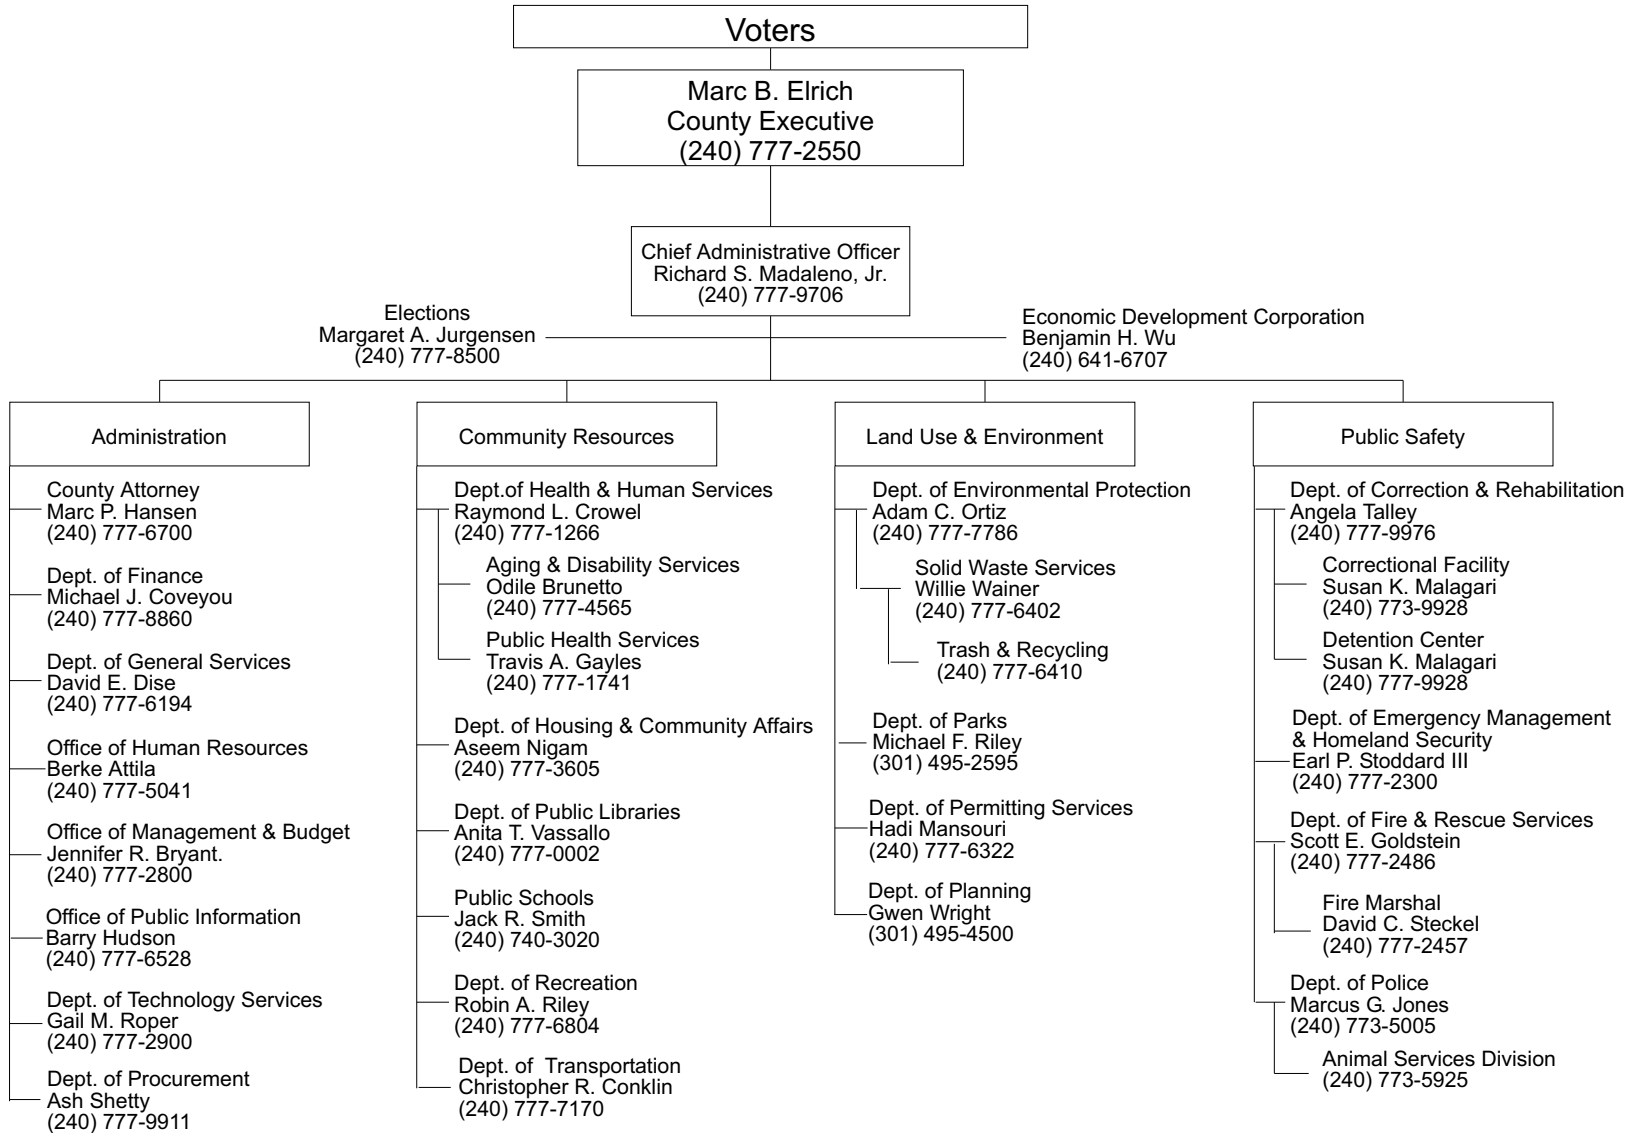 Voters
Marc B. Elrich
County Executive
(240) 777-2550
Chief Administrative Officer
Richard S. Madaleno, Jr.
(240) 777-9706
Elections
Margaret A. Jurgensen
(240) 777-8500
Economic Development Corporation
Benjamin H. Wu
(240) 641-6707
Administration
County Attorney
Marc P. Hansen
(240) 777-6700
Dept. of Finance
Michael J. Coveyou
(240) 777-8860
Dept. of General Services
David E. Dise
(240) 777-6194
Office of Human Resources
Berke Attila
(240) 777-5041
Office of Management & Budget
Jennifer R. Bryant.
(240) 777-2800
Office of Public Information
Barry Hudson
(240) 777-6528
Dept. of Technology Services
Gail M. Roper
(240) 777-2900
Dept. of Procurement
Ash Shetty
(240) 777-9911
Community Resources
Dept.of Health & Human Services
Raymond L. Crowel
(240) 777-1266
Aging & Disability Services
Odile Brunetto
(240) 777-4565
Public Health Services
Travis A. Gayles
(240) 777-1741
Dept. of Housing & Community Affairs
Aseem Nigam
(240) 777-3605
Dept. of Public Libraries
Anita T. Vassallo
(240) 777-0002
Public Schools
Jack R. Smith
(240) 740-3020
Dept. of Recreation
Robin A. Riley
(240) 777-6804
Dept. of  Transportation
Christopher R. Conklin
(240) 777-7170
Land Use & Environment
Dept. of Environmental Protection
Adam C. Ortiz
(240) 777-7786
Solid Waste Services
Willie Wainer
(240) 777-6402
Trash & Recycling
(240) 777-6410
Dept. of Parks
Michael F. Riley
(301) 495-2595
Dept. of Permitting Services
Hadi Mansouri
(240) 777-6322
Dept. of Planning
Gwen Wright
(301) 495-4500
Public Safety
Dept. of Correction & Rehabilitation
Angela Talley
(240) 777-9976
Correctional Facility
Susan K. Malagari
(240) 773-9928
Detention Center
Susan K. Malagari
(240) 777-9928
Dept. of Emergency Management
& Homeland Security
Earl P. Stoddard III
(240) 777-2300
Dept. of Fire & Rescue Services
Scott E. Goldstein
(240) 777-2486
Fire Marshal
David C. Steckel
(240) 777-2457
Dept. of Police
Marcus G. Jones
(240) 773-5005
Animal Services Division
(240) 773-5925